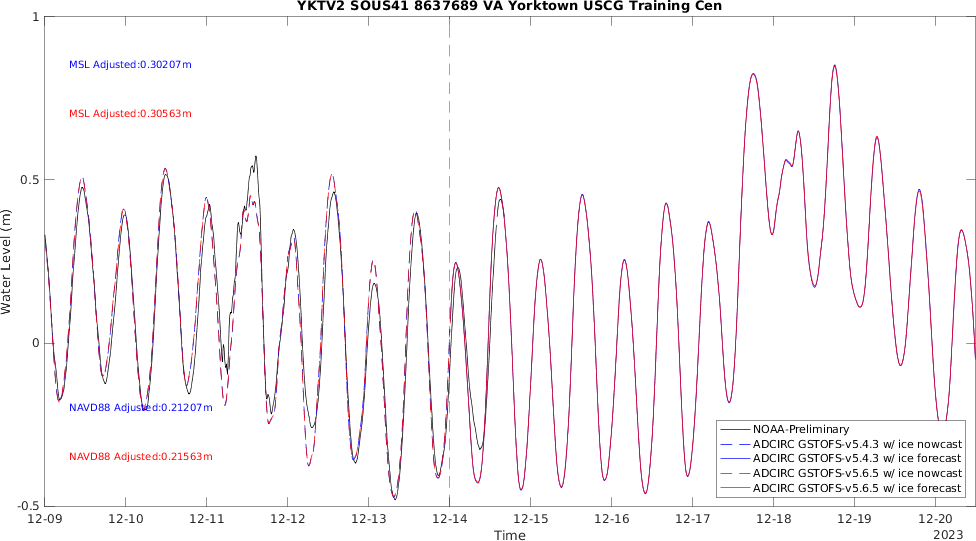 YKTV2 SOUS41 8637689 VA Yorktown USCG Training Cen
MSL Adjusted:0.30207m
MSL Adjusted:0.30563m
NAVD88 Adjusted:0.21207m
NAVD88 Adjusted:0.21563m
Water Level (m)
1
0.5
0
-0.5
12-09 12-10 12-11 12-12 12-13 12-14 12-15 12-16 12-17 12-18 12-19 12-20
2023
Time
NOAA-Preliminary
ADCIRC GSTOFS-v5.4.3 w/ ice nowcast
ADCIRC GSTOFS-v5.4.3 w/ ice forecast
ADCIRC GSTOFS-v5.6.5 w/ ice nowcast
ADCIRC GSTOFS-v5.6.5 w/ ice forecast